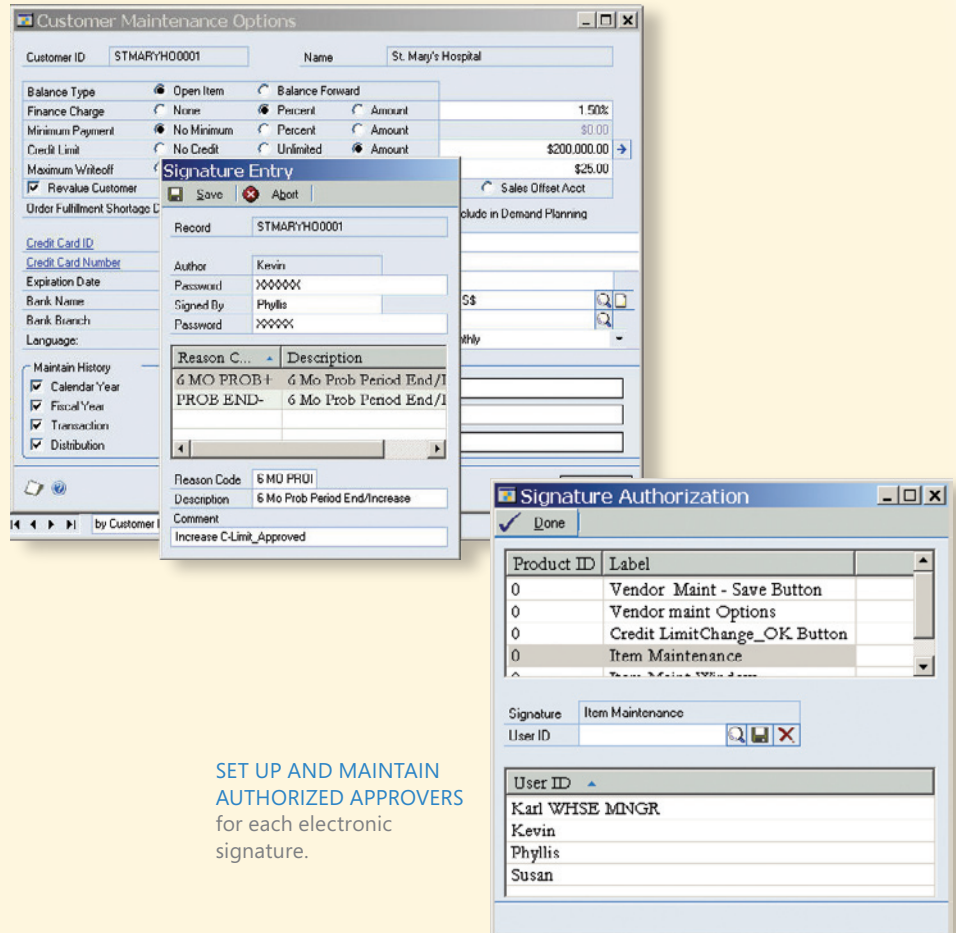 Customer Maintenance Options
Customer ID STMARYHO0001 Name St. Mary's Hospital
Balance Type Open Item Balance Forward
Finance Charge None Percent Amount 1.50%
Minimum Payment No Minimum Percent Amount $0.00
Credit Limit No Credit Unlimited Amount $200,000.00
Maximum Writeoff $25.00
Revalue Customer Sales Offset Acct
Order Fulfillment Shortage D clude in Demand Planning
Credit Card ID
Credit Card Number
Expiration Date
Bank Name S$
Bank Branch
Language: nthly
Maintain History
Calendar Year
Fiscal Year
Transaction
Distribution
by Customer I
Signature Entry
Save Abort
Record STMARYHO0001
Author Kevin
Password XXXXXX
Signed By Phyllis
Password XXXXX
Reason C... Description
6 MO PROB+ 6 Mo Prob Period End/I
PROB END- 6 Mo Prob Period End/I
Reason Code 6 MO PROI
Description 6 Mo Prob Period End/Increase
Comment
Increase C-Limit_Approved
Signature Authorization
Done
Product ID Label
0 Vendor Maint - Save Button
0 Vendor maint Options
0 Credit LimitChange_OK Button
0 Item Maintenance
Signature Item Maintenance
User ID
User ID
Karl WHSE MNGR
Kevin
Phyllis
Susan
SET UP AND MAINTAIN
AUTHORIZED APPROVERS
for each electronic
signature.